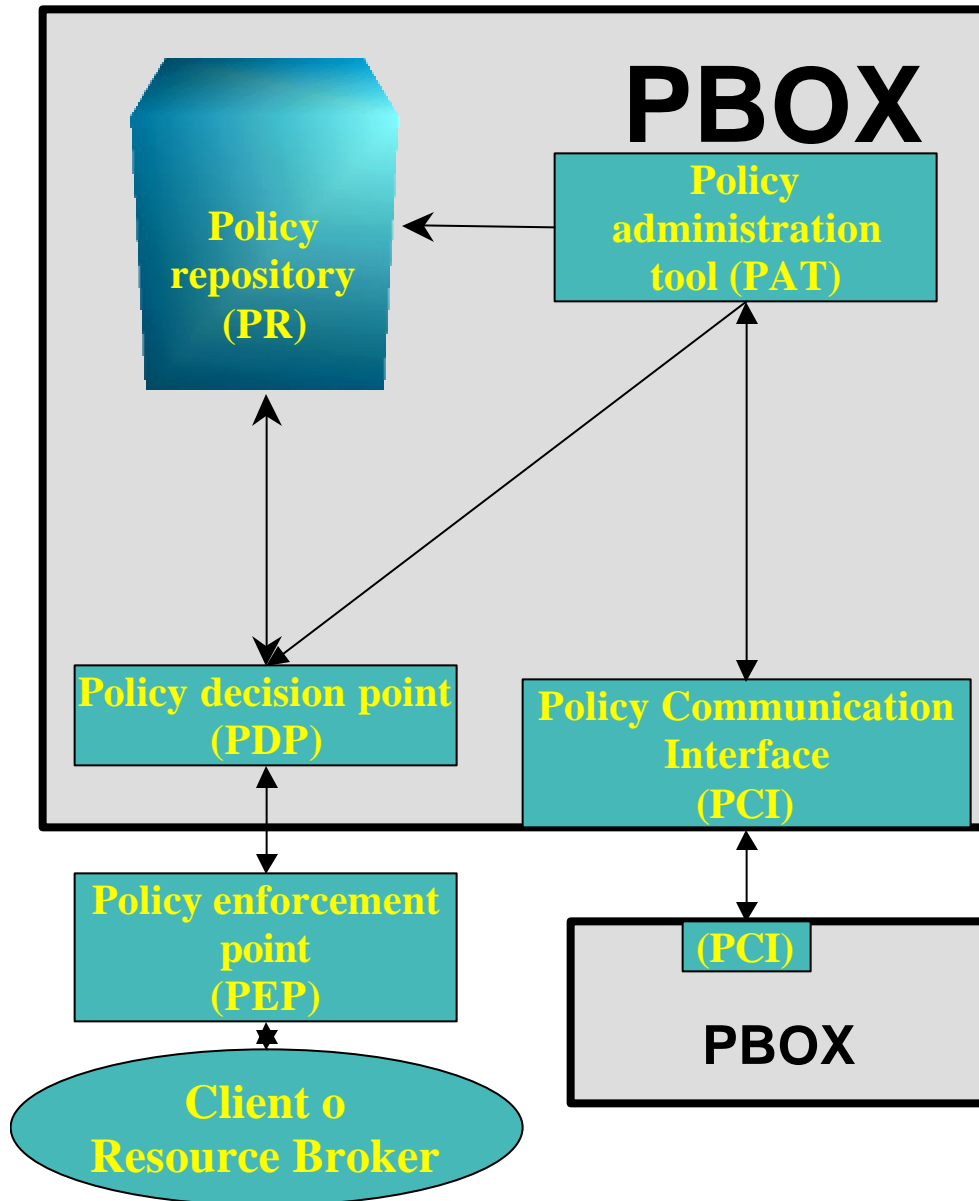 PBOX
Policy
repository
(PR)
Policy
administration
tool (PAT)
Policy decision point
(PDP)
Policy Communication
Interface
(PCI)
Policy enforcement
point
(PEP)
(PCI)
PBOX
Client o
Resource Broker